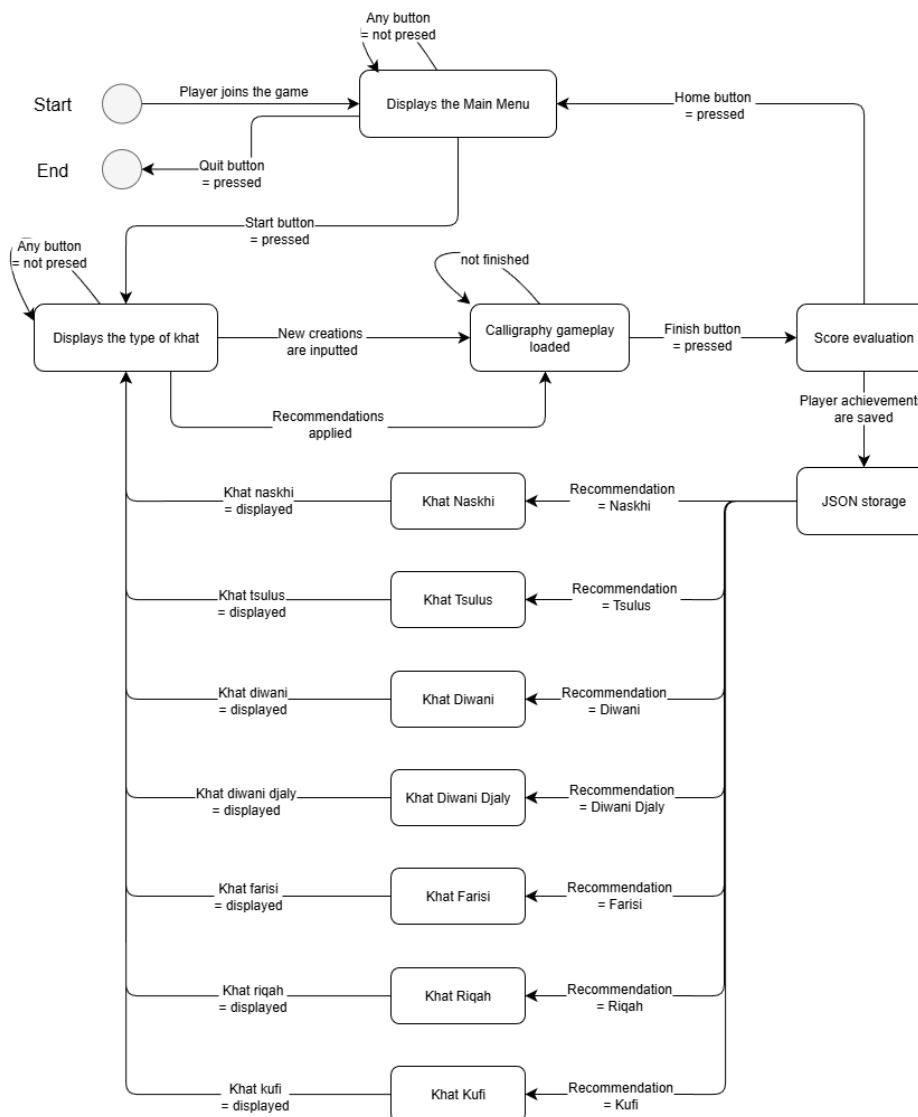 Any button
= not presed
Start
Player joins the game
Displays the Main Menu
Home button
= pressed
End
Quit button
= pressed
Start button
= pressed
Any button
= not presed
not finished
Displays the type of khat
New creations
are inputted
Calligraphy gameplay
loaded
Finish button
= pressed
Score evaluation
Recommendations
applied
Player achievements
are saved
Khat naskhi
= displayed
Khat Naskhi
Recommendation
= Naskhi
JSON storage
Khat tsulus
= displayed
Khat Tsulus
Recommendation
= Tsulus
Khat diwani
= displayed
Khat Diwani
Recommendation
= Diwani
Khat diwani djaly
= displayed
Khat Diwani Djaly
Recommendation
= Diwani Djaly
Khat farisi
= displayed
Khat Farisi
Recommendation
= Farisi
Khat riqah
= displayed
Khat Riqah
Recommendation
= Riqah
Khat kufi
= displayed
Khat Kufi
Recommendation
= Kufi